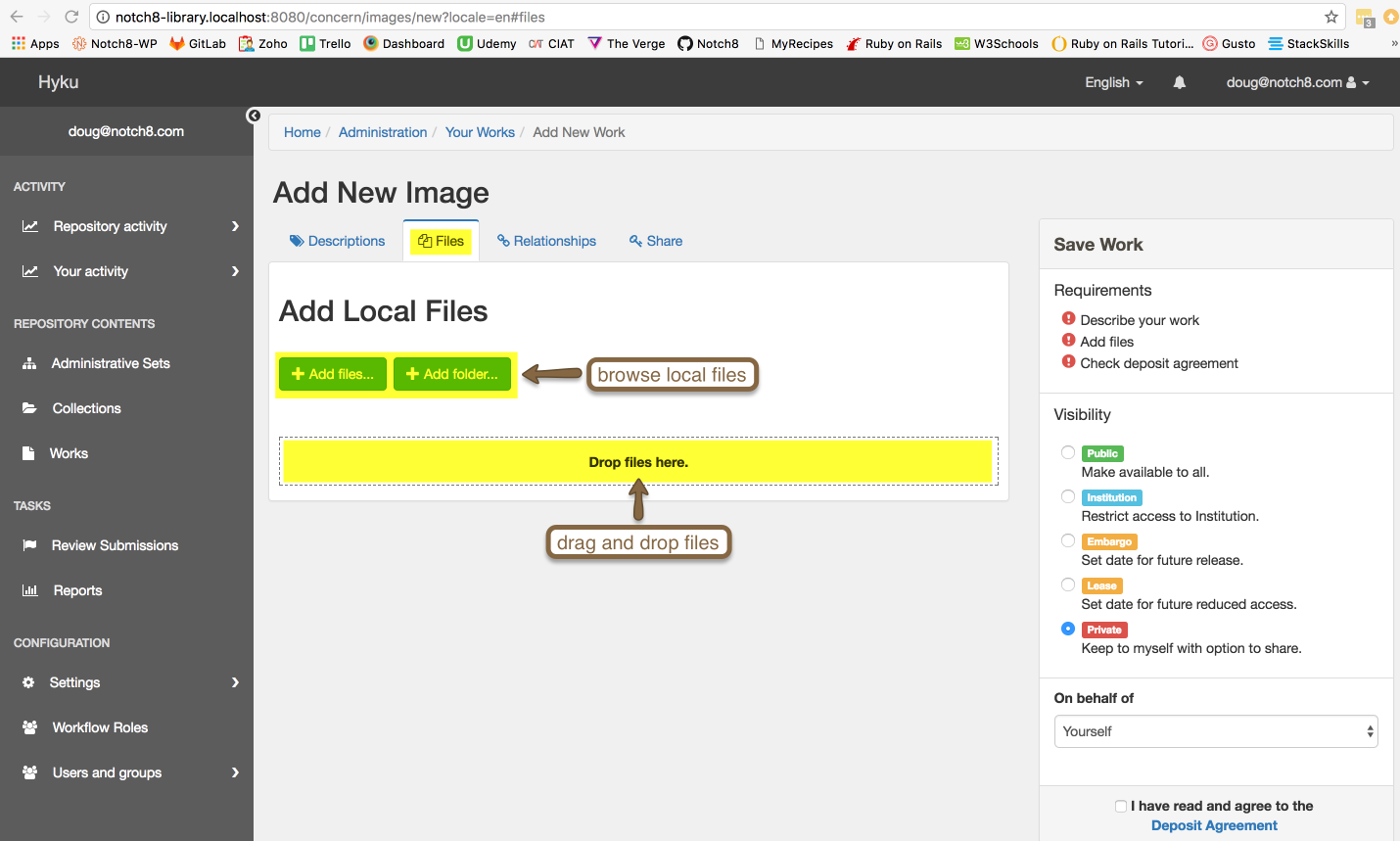 notch8-library.localhost:8080/concern/images/new?locale=en#files
3
Apps Notch8-WP GitLab Zoho Trello Dashboard Udemy CIAT The Verge Notch8 MyRecipes Ruby on Rails W3Schools Ruby on Rails Tutori... Gusto StackSkills »
Hyku English doug@notch8.com
doug@notch8.com
Home / Administration / Your Works / Add New Work
ACTIVITY
Repository activity
Your activity
REPOSITORY CONTENTS
Administrative Sets
Collections
Works
TASKS
Review Submissions
Reports
CONFIGURATION
Settings
Workflow Roles
Users and groups
Add New Image
Descriptions Files Relationships Share
Add Local Files
+ Add files... + Add folder...
browse local files
Drop files here.
drag and drop files
Save Work
Requirements
Describe your work
Add files
Check deposit agreement
Visibility
Public
Make available to all.
Institution
Restrict access to Institution.
Embargo
Set date for future release.
Lease
Set date for future reduced access.
Private
Keep to myself with option to share.
On behalf of
Yourself
I have read and agree to the
Deposit Agreement